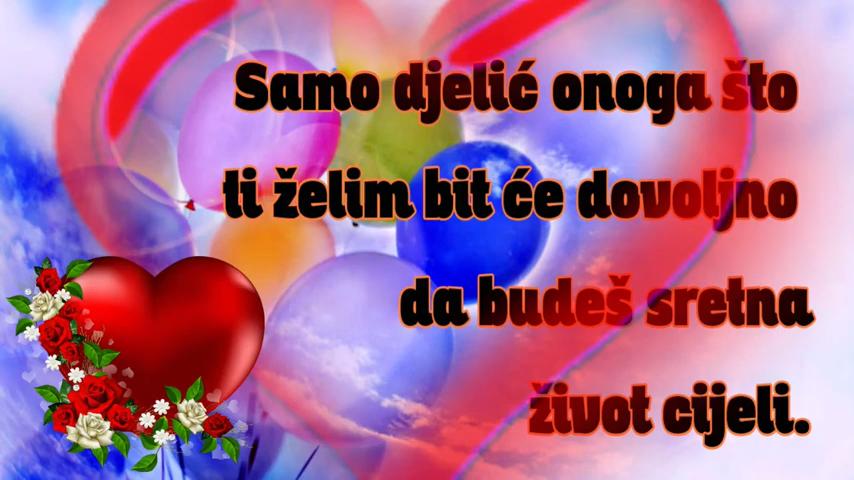 Samo djelić onoga što
ti želim bit će dovoljno
da budeš sretna
život cijeli.